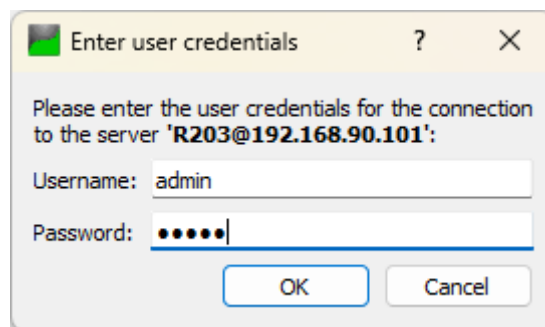 Enter user credentials ? ×
Please enter the user credentials for the connection
to the server 'R203@192.168.90.101':
Username: admin
Password: •••••
OK Cancel